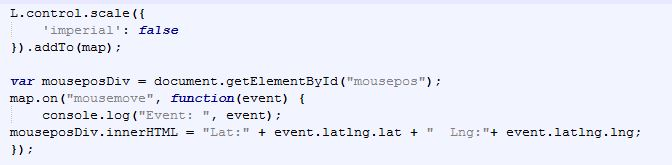 L.control.scale({
    'imperial': false
}).addTo(map);

var mouseposDiv = document.getElementById("mousepos");
map.on("mousemove", function(event) {
    console.log("Event: ", event);
mouseposDiv.innerHTML = "Lat:" + event.latlng.lat + "  Lng:"+ event.latlng.lng;
});